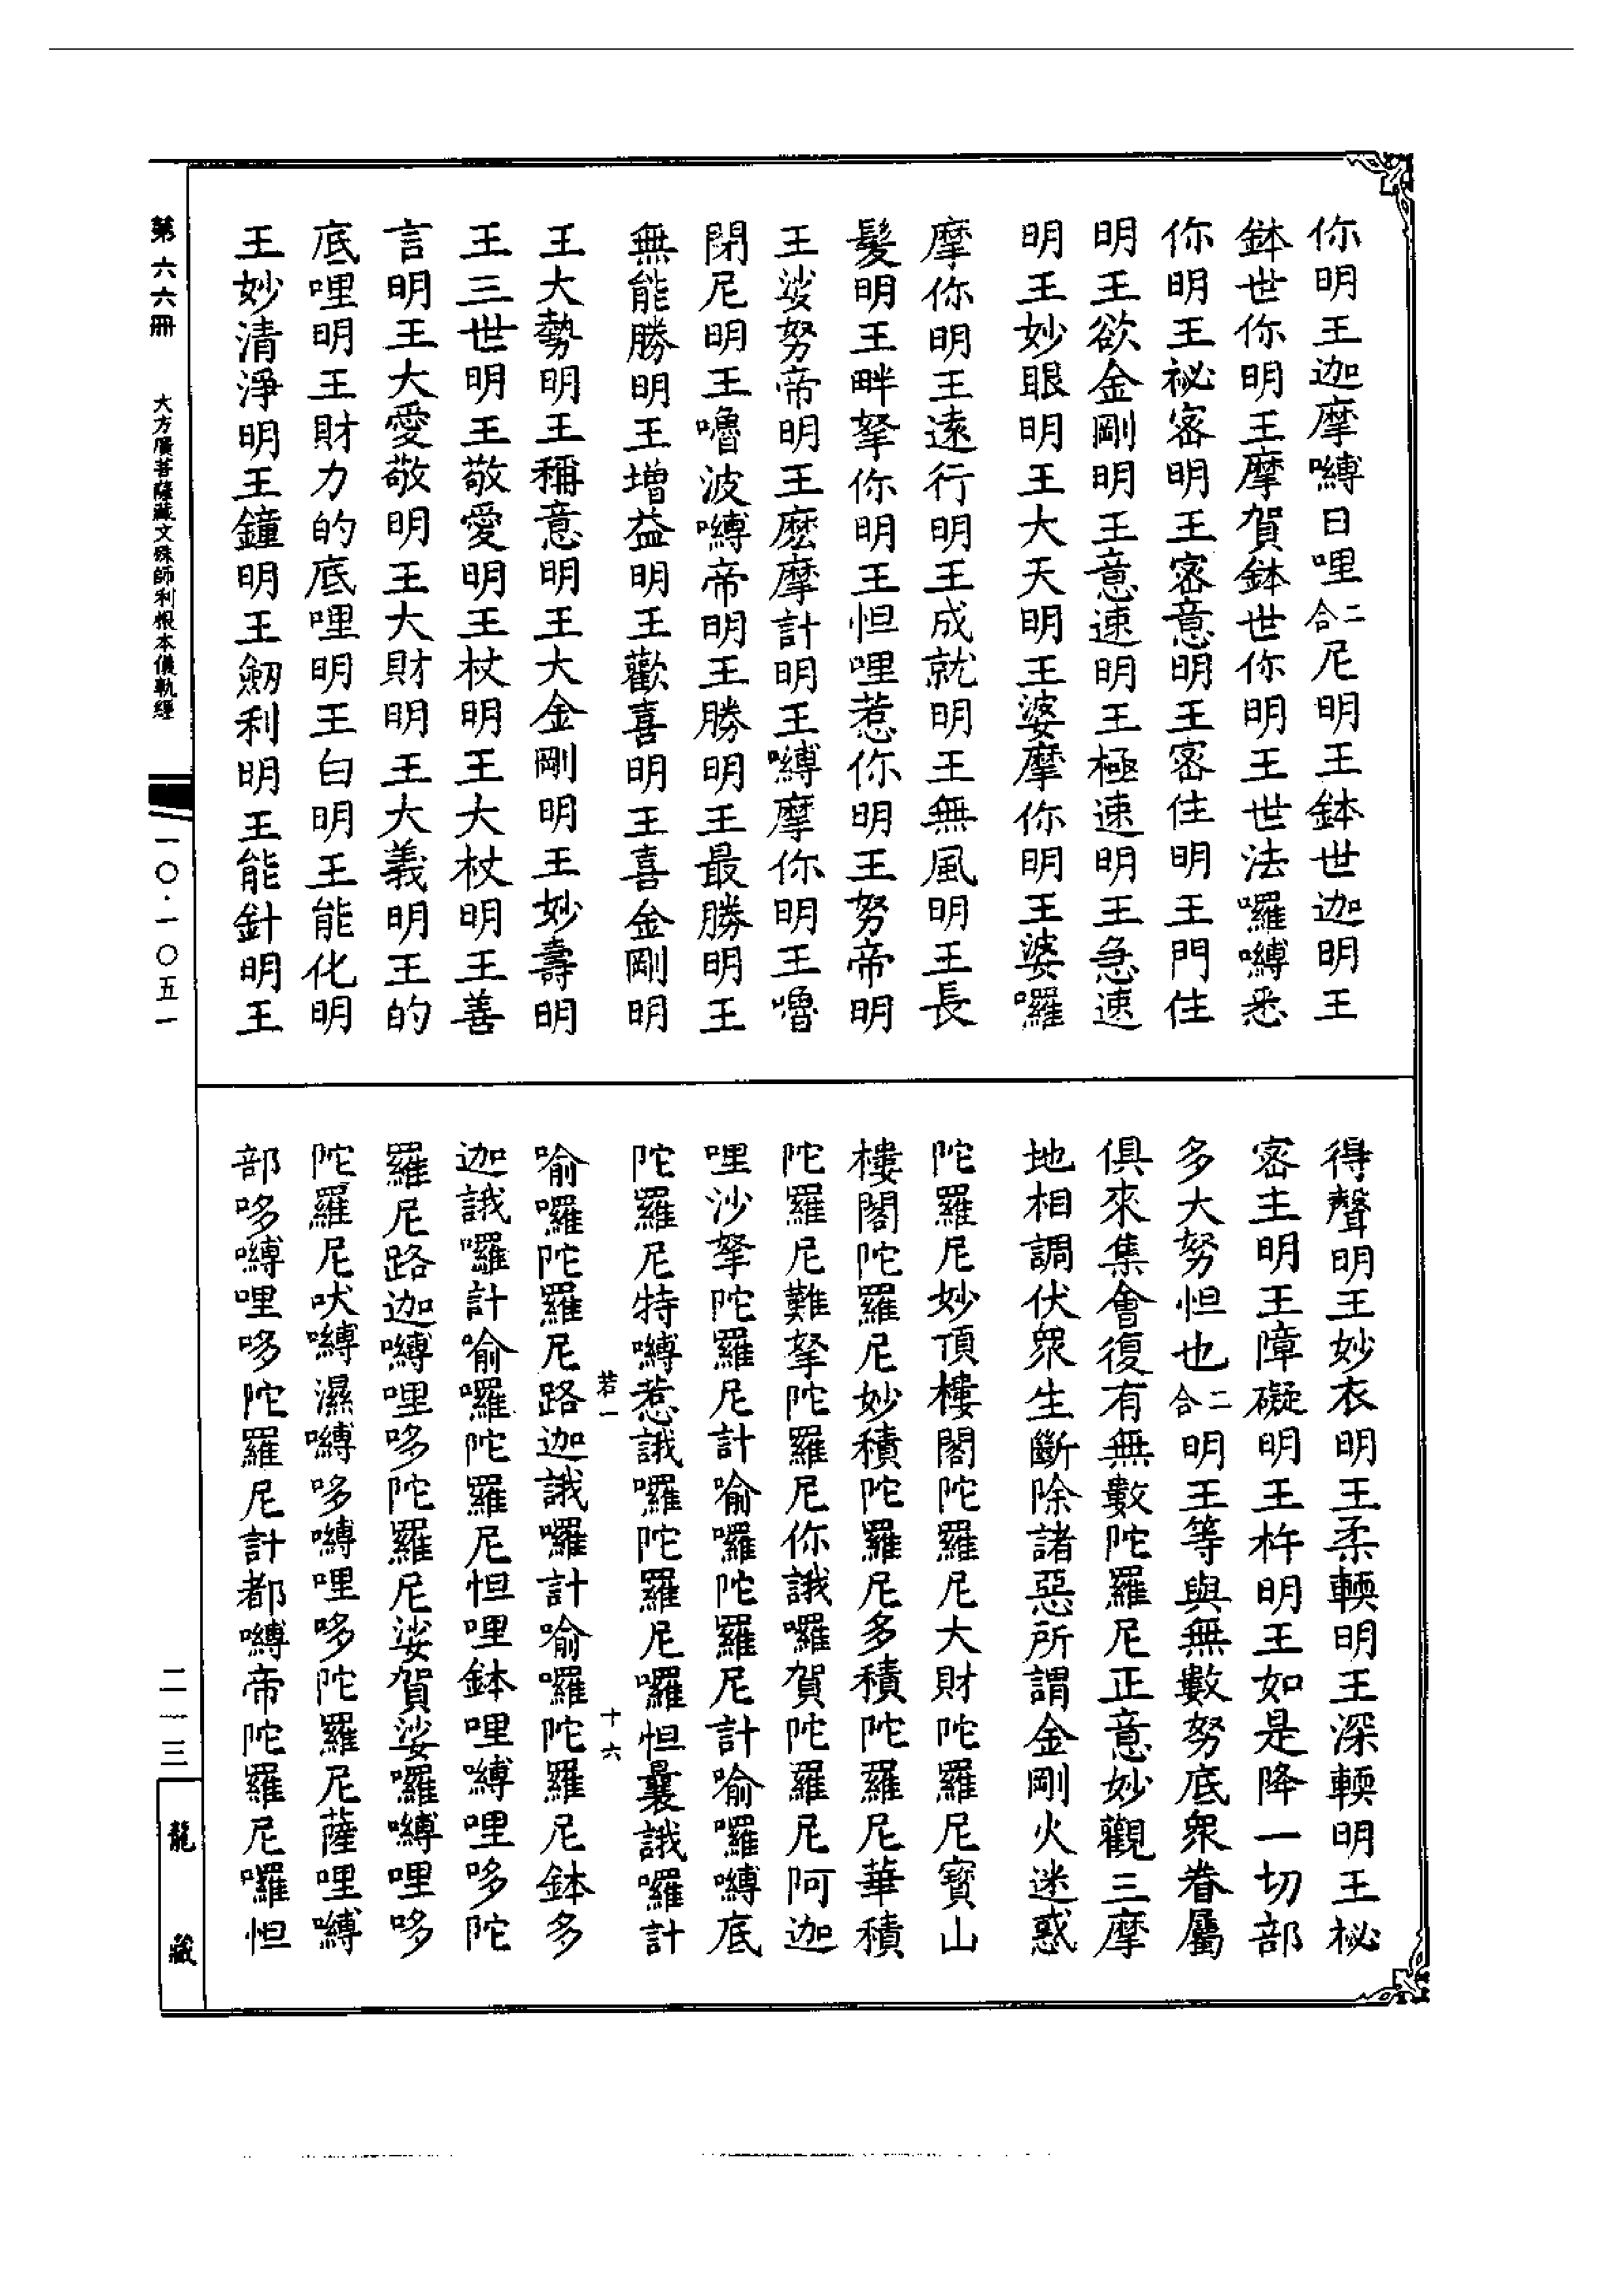 你明王迦摩嚩日哩二合尼明王鉢世迦明王
鉢世你明王摩賀鉢世你明王世法囉嚩悉
你明王祕密明王密意明王密住明王門住
明王欲金剛明王意速明王極速明王急速
明王妙眼明王大天明王婆摩你明王婆囉
摩你明王遠行明王成就明王無風明王長
髮明王畔拏你明王怛哩惹你明王努帝明
王娑努帝明王麼摩計明王嚩摩你明王嚕
閉尼明王嚕波嚩帝明王勝明王最勝明王
無能勝明王增益明王歡喜明王喜金剛明
王大勢明王稱意明王大金剛明王妙壽明
王三世明王敬愛明王杖明王大杖明王善
言明王大愛敬明王大財明王大義明王的
底哩明王財力的底哩明王白明王能化明
王妙清淨明王鐘明王劒利明王能針明王
得聲明王妙衣明王柔輭明王深輭明王祕
密主明王障礙明王杵明王如是降一切部
多大努怛也二合明王等與無數努底衆眷屬
俱來集會復有無數陀羅尼正意妙觀三摩
地相調伏衆生斷除諸惡所謂金剛火迷惑
陀羅尼妙頂樓閣陀羅尼大財陀羅尼寶山
樓閣陀羅尼妙積陀羅尼多積陀羅尼華積
陀羅尼難拏陀羅尼你誐囉賀陀羅尼阿迦
哩沙拏陀羅尼計喻囉陀羅尼計喻囉嚩底
陀羅尼特嚩惹誐囉陀羅尼囉怛曩誐囉計
若一 十六
喻囉陀羅尼路迦誐囉計喻囉陀羅尼鉢多
迦誐囉計喻囉陀羅尼怛哩鉢哩嚩哩哆陀
羅尼路迦嚩哩哆陀羅尼娑賀娑囉嚩哩哆
陀羅尼吠嚩濕嚩哆嚩哩哆陀羅尼薩哩嚩
部哆嚩哩哆陀羅尼計都嚩帝陀羅尼囉怛
第六六冊 大方廣菩薩藏文殊師利根本儀軌經
一〇·一〇五一
二一三
龍藏